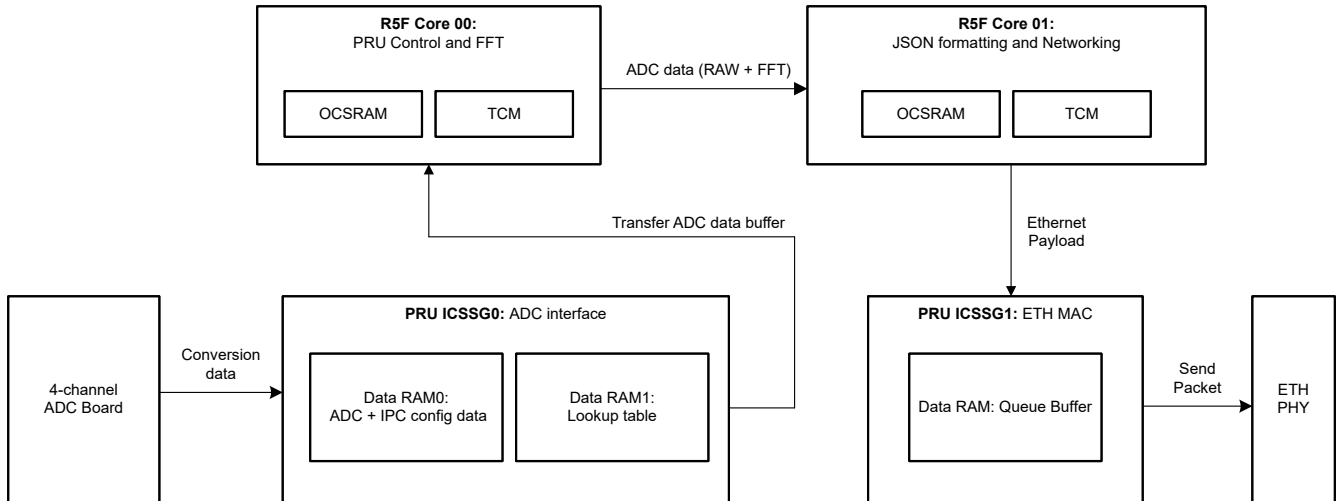 R5F Core 00:
PRU Control and FFT
OCSRAM
TCM
ADC data (RAW + FFT)
R5F Core 01:
JSON formatting and Networking
OCSRAM
TCM
Transfer ADC data buffer
Ethernet
Payload
4-channel
ADC Board
Conversion
data
PRU ICSSG0: ADC interface
Data RAM0:
ADC + IPC config data
Data RAM1:
Lookup table
PRU ICSSG1: ETH MAC
Data RAM: Queue Buffer
Send
Packet
ETH
PHY